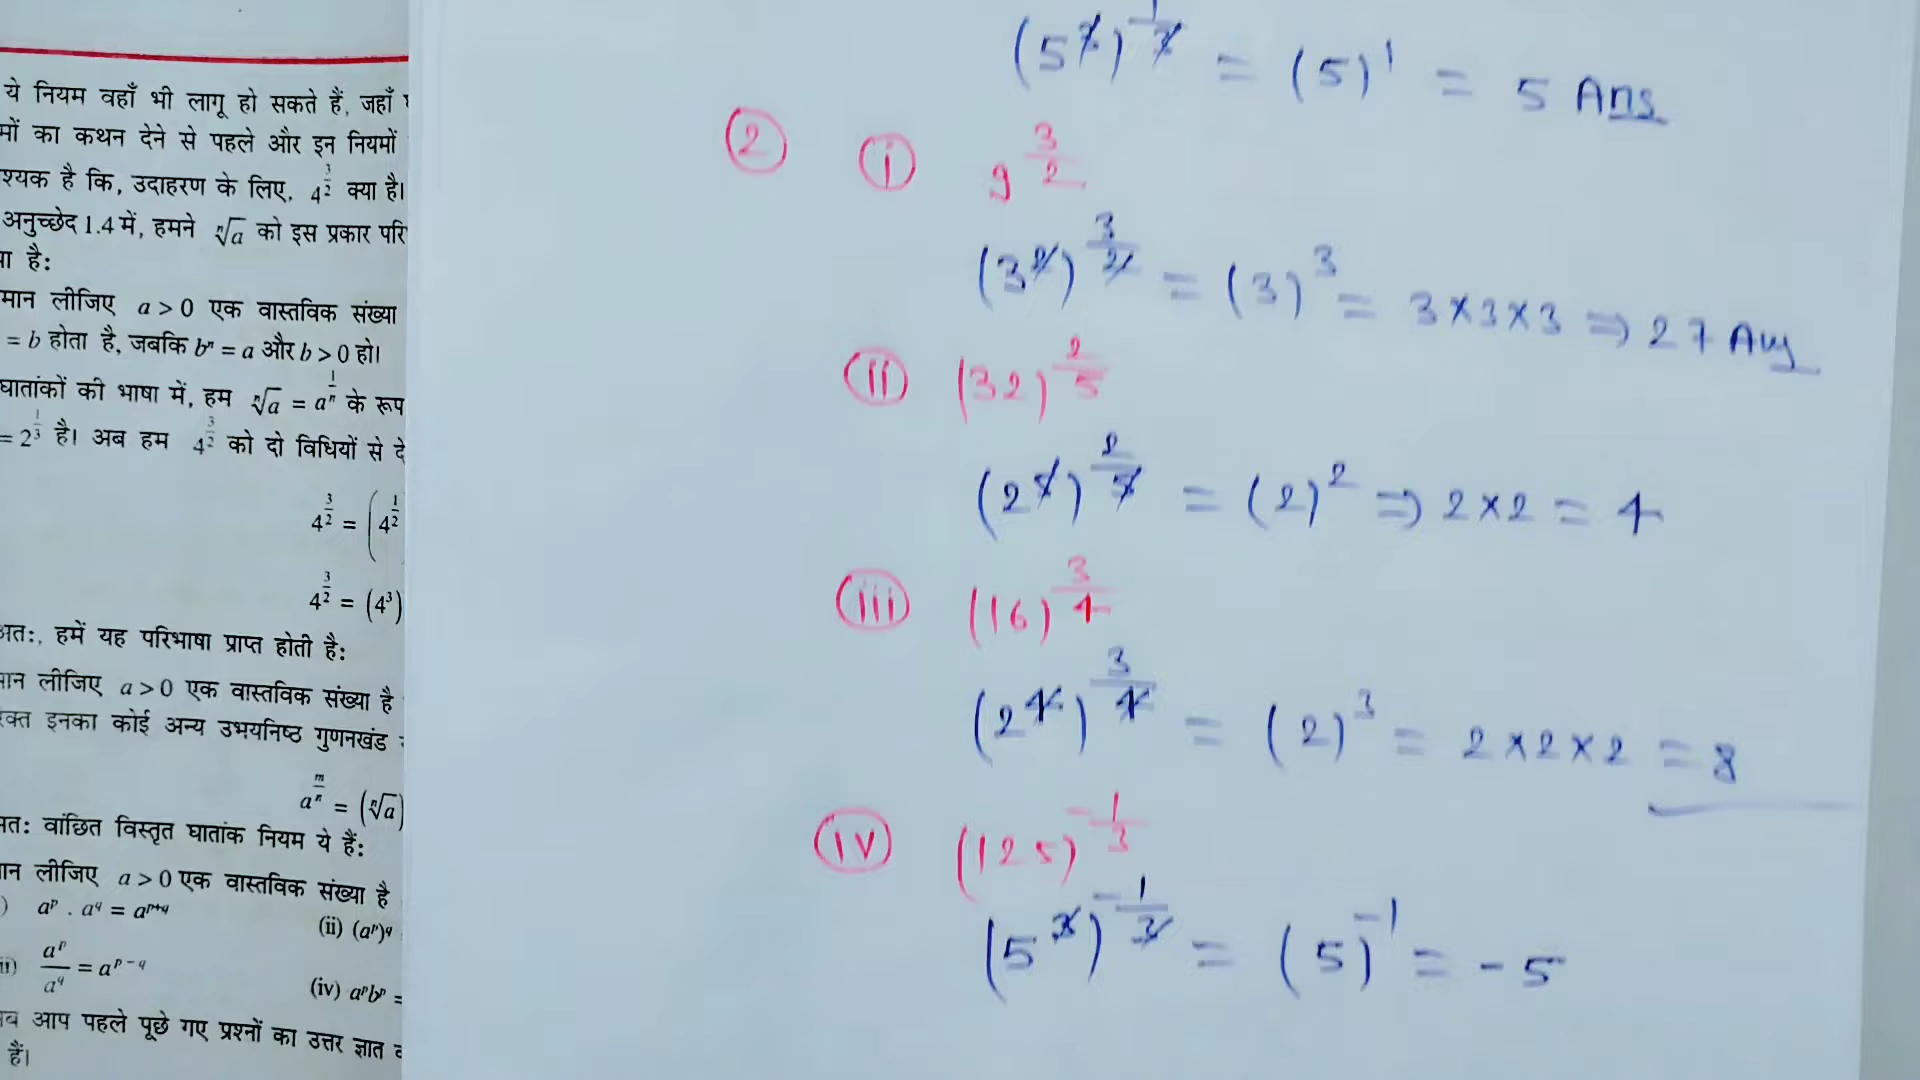 ये नियम वहाँ भी लागू हो सकते हैं, जहाँ
मों का कथन देने से पहले और इन नियमों
श्यक है कि, उदाहरण के लिए, 4^{3/2} क्या है।
अनुच्छेद 1.4 में, हमने ⁿ√a को इस प्रकार परि
ा है:
मान लीजिए a > 0 एक वास्तविक संख्या
= b होता है, जबकि bⁿ = a और b > 0 हो।
घातांकों की भाषा में, हम ⁿ√a = a^{1/n} के रूप
= 2^{1/3} है। अब हम 4^{3/2} को दो विधियों से दे
4^{3/2} = (4^{1/2}
4^{3/2} = (4³)
अतः, हमें यह परिभाषा प्राप्त होती है:
मान लीजिए a > 0 एक वास्तविक संख्या है
रक्त इनका कोई अन्य उभयनिष्ठ गुणनखंड
a^{m/n} = (ⁿ√a)
अतः वांछित विस्तृत घातांक नियम ये हैं:
मान लीजिए a > 0 एक वास्तविक संख्या है
) a^p . a^q = a^{p+q}
(ii) (a^p)^q
ii) a^p/a^q = a^{p-q}
(iv) a^p b^p =
अब आप पहले पूछे गए प्रश्नों का उत्तर ज्ञात
हैं।
(5²)^{1/2} = (5)^1 = 5 Ans
2 (i) 9^{3/2}
(3²)^{3/2} = (3)³ = 3×3×3 ⇒ 27 Ans
(ii) (32)^{2/5}
(2⁵)^{2/5} = (2)² ⇒ 2×2 = 4
(iii) (16)^{3/4}
(2⁴)^{3/4} = (2)³ = 2×2×2 = 8
(iv) (125)^{-1/3}
(5³)^{-1/3} = (5)^{-1} = -5